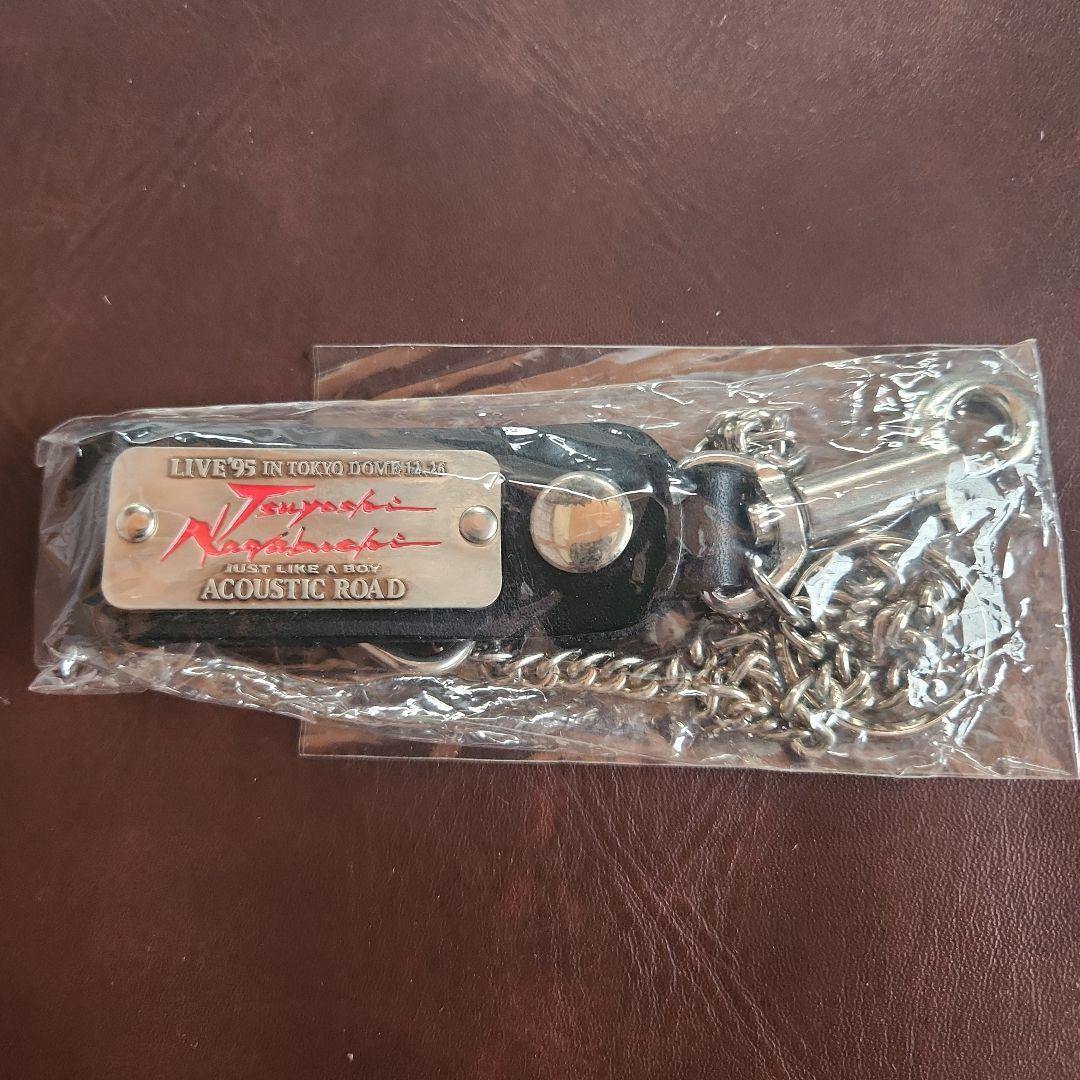 LIVE '95 IN TOKYO DOME 12.26
Tsuyoshi
Nagabuchi
JUST LIKE A BOY
ACOUSTIC ROAD